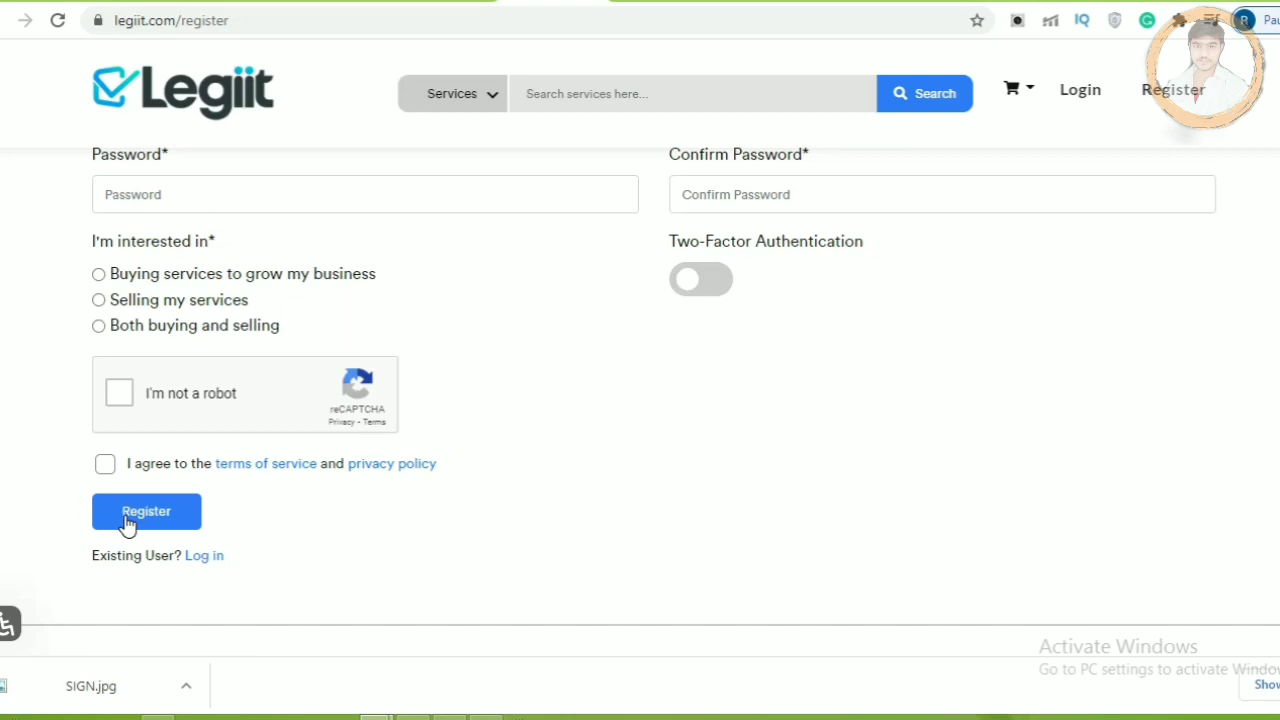 legiit.com/register
IQ
R
Legiit
Services
Search services here...
Search
Login
Register
Password*
Confirm Password*
Password
Confirm Password
I'm interested in*
Two-Factor Authentication
Buying services to grow my business
Selling my services
Both buying and selling
I'm not a robot
reCAPTCHA
Privacy - Terms
I agree to the terms of service and privacy policy
Register
Existing User? Log in
Activate Windows
Go to PC settings to activate Windows
SIGN.jpg